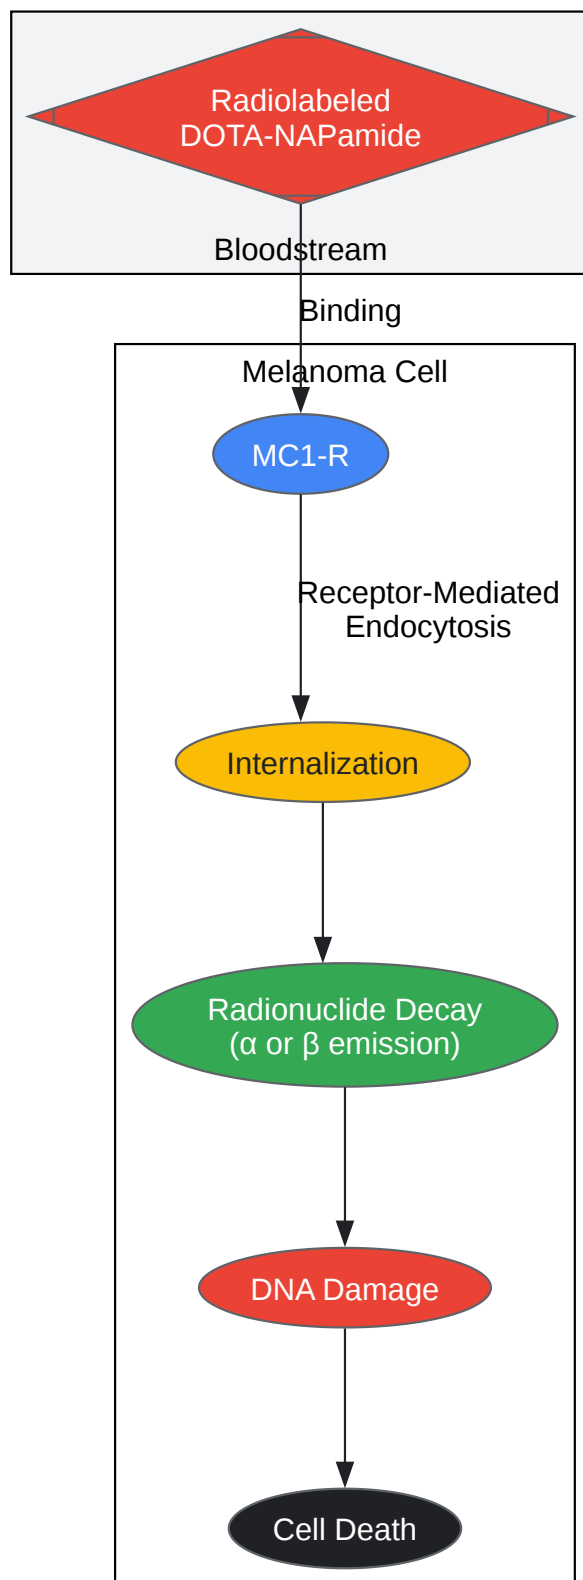 Radiolabeled
DOTA-NAPamide
Bloodstream
Binding
Melanoma Cell
MC1-R
Receptor-Mediated
Endocytosis
Internalization
Radionuclide Decay
(α or β emission)
DNA Damage
Cell Death